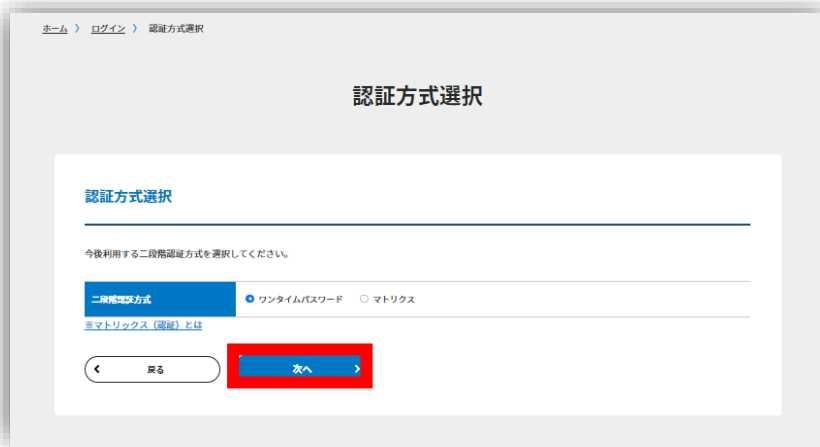 ホーム 〉 ログイン 〉 認証方式選択
認証方式選択
認証方式選択
今後利用する二段階認証方式を選択してください。
二段階認証方式 ワンタイムパスワード マトリクス
※マトリックス（認証）とは
戻る 次へ